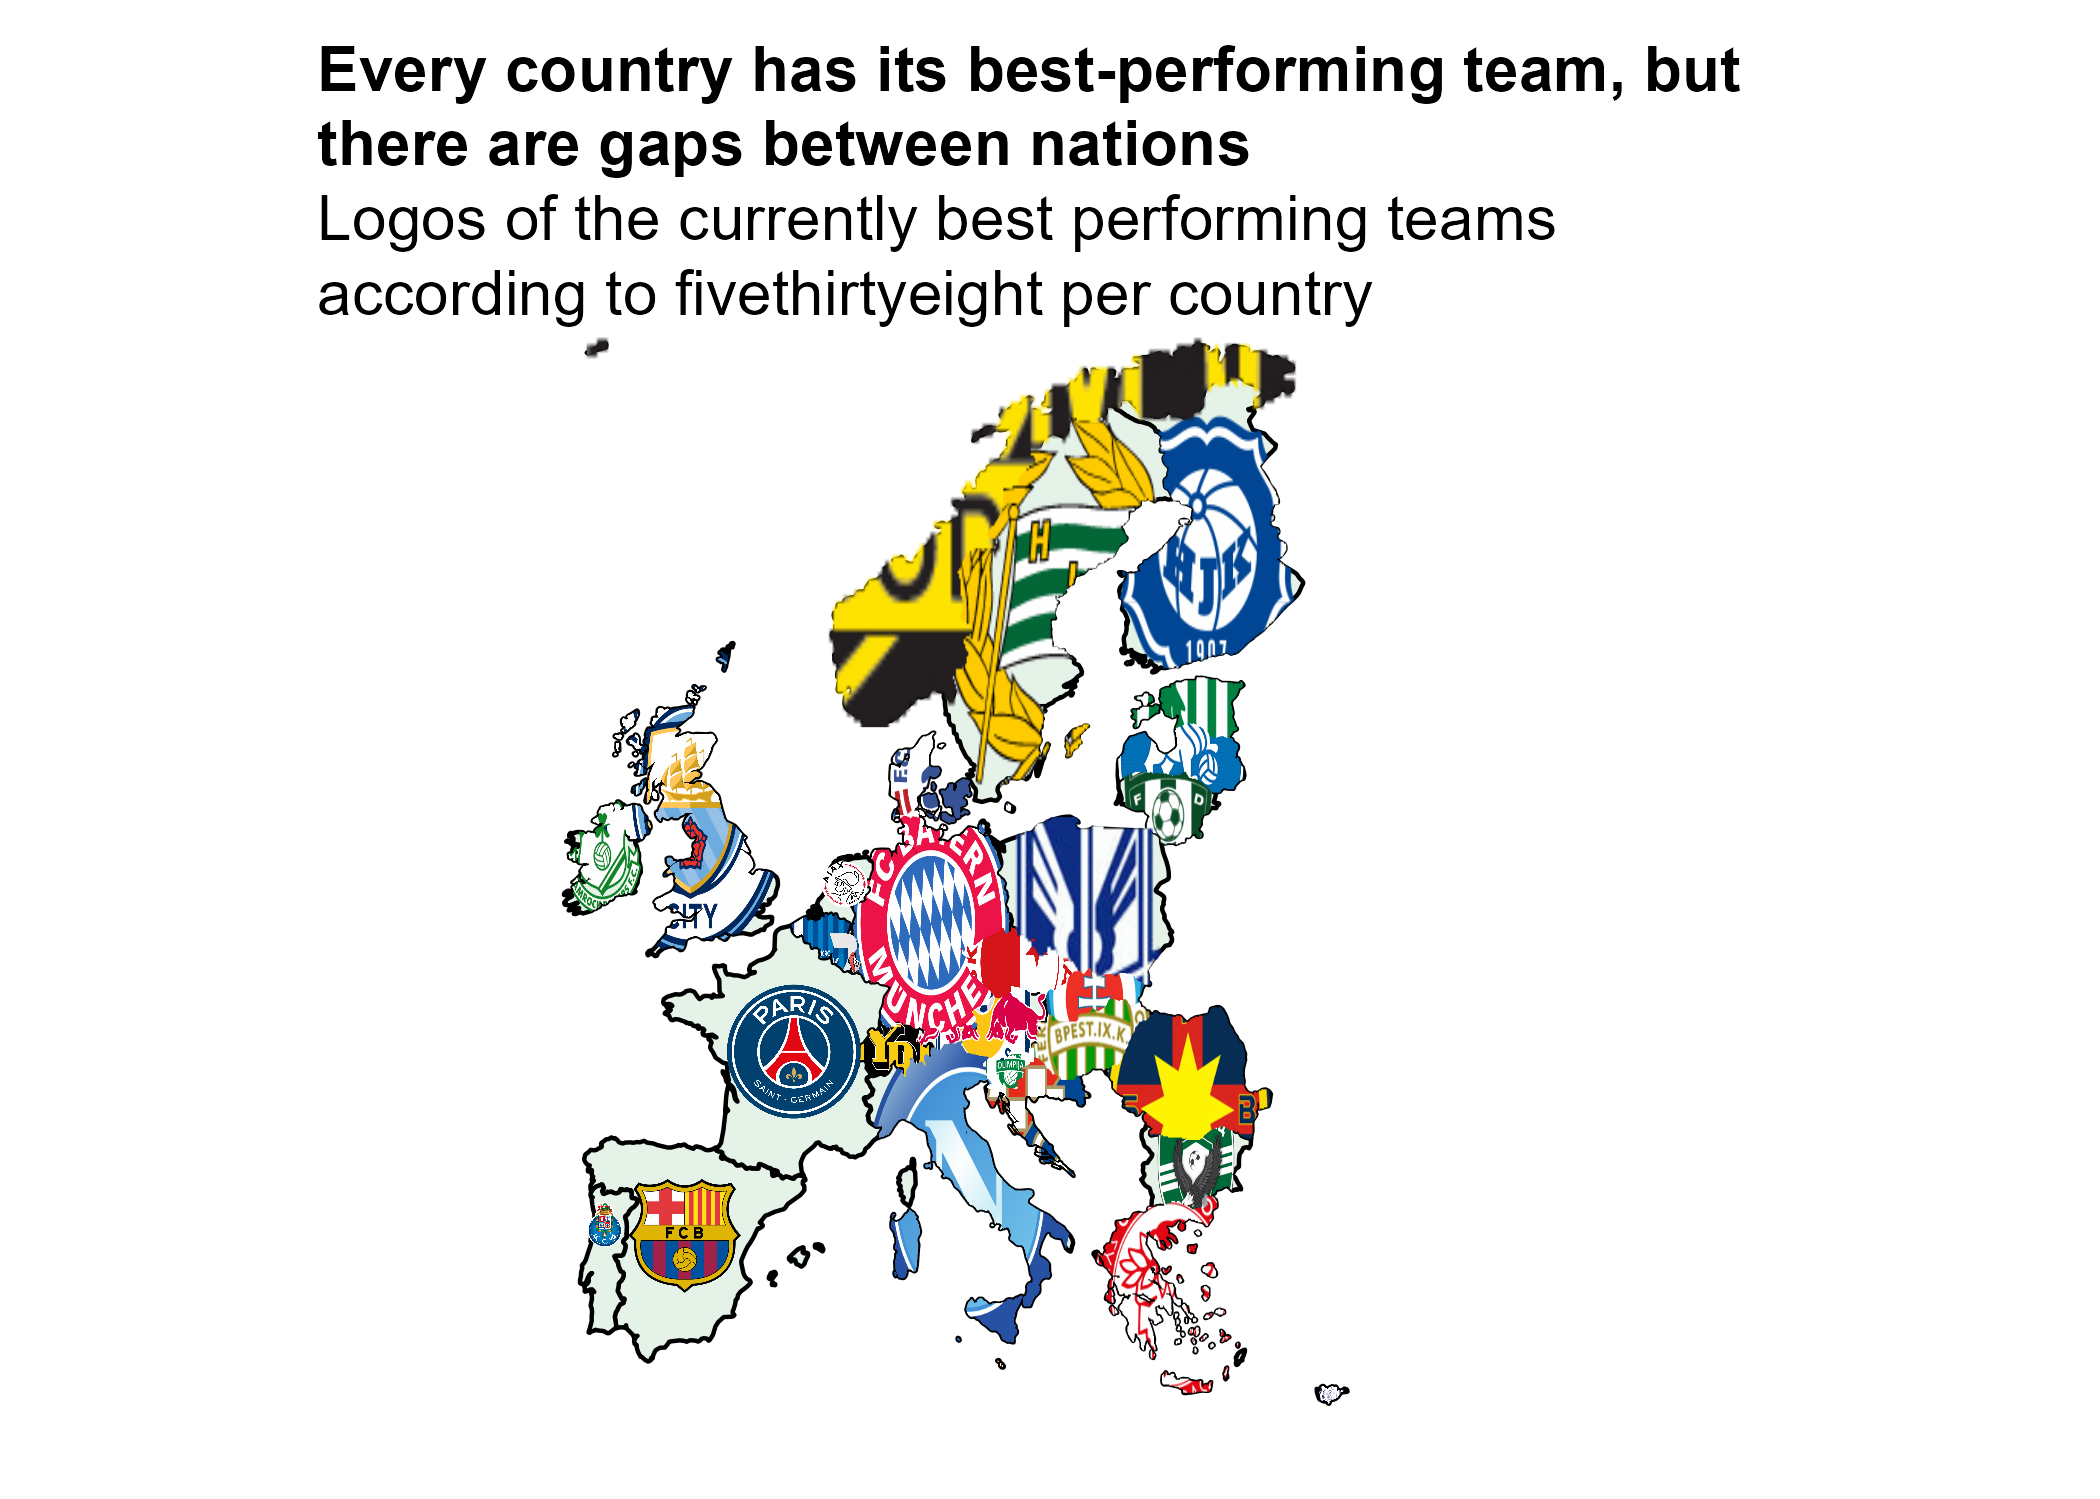 Every country has its best-performing team, but
there are gaps between nations
Logos of the currently best performing teams
according to fivethirtyeight per country
H
HJK
1907
F.C.
F D
CITY
AJAX
FC BAYERN
MÜNCHEN
PARIS
SAINT - GERMAIN
BPEST.IX.K.
OLIMPIJA
N
B
FCB